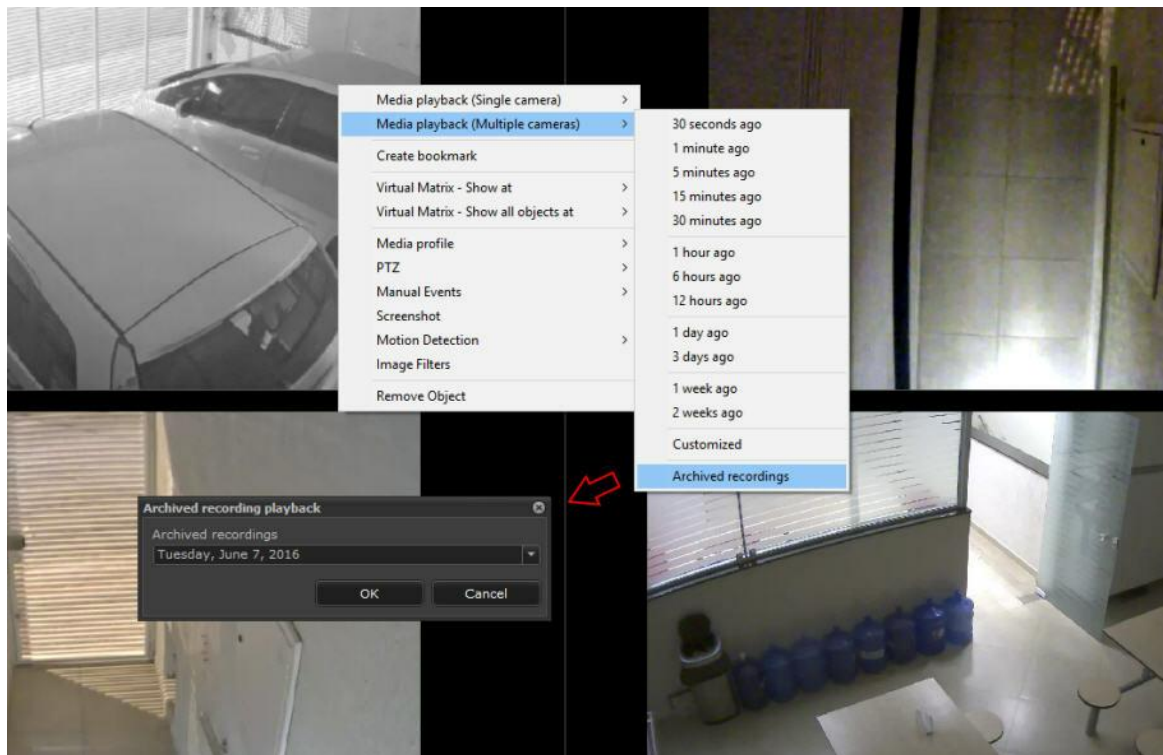 Media playback (Single camera)
Media playback (Multiple cameras)
Create bookmark
Virtual Matrix - Show at
Virtual Matrix - Show all objects at
Media profile
PTZ
Manual Events
Screenshot
Motion Detection
Image Filters
Remove Object
30 seconds ago
1 minute ago
5 minutes ago
15 minutes ago
30 minutes ago
1 hour ago
6 hours ago
12 hours ago
1 day ago
3 days ago
1 week ago
2 weeks ago
Customized
Archived recordings
Archived recording playback
Archived recordings
Tuesday, June 7, 2016
OK Cancel